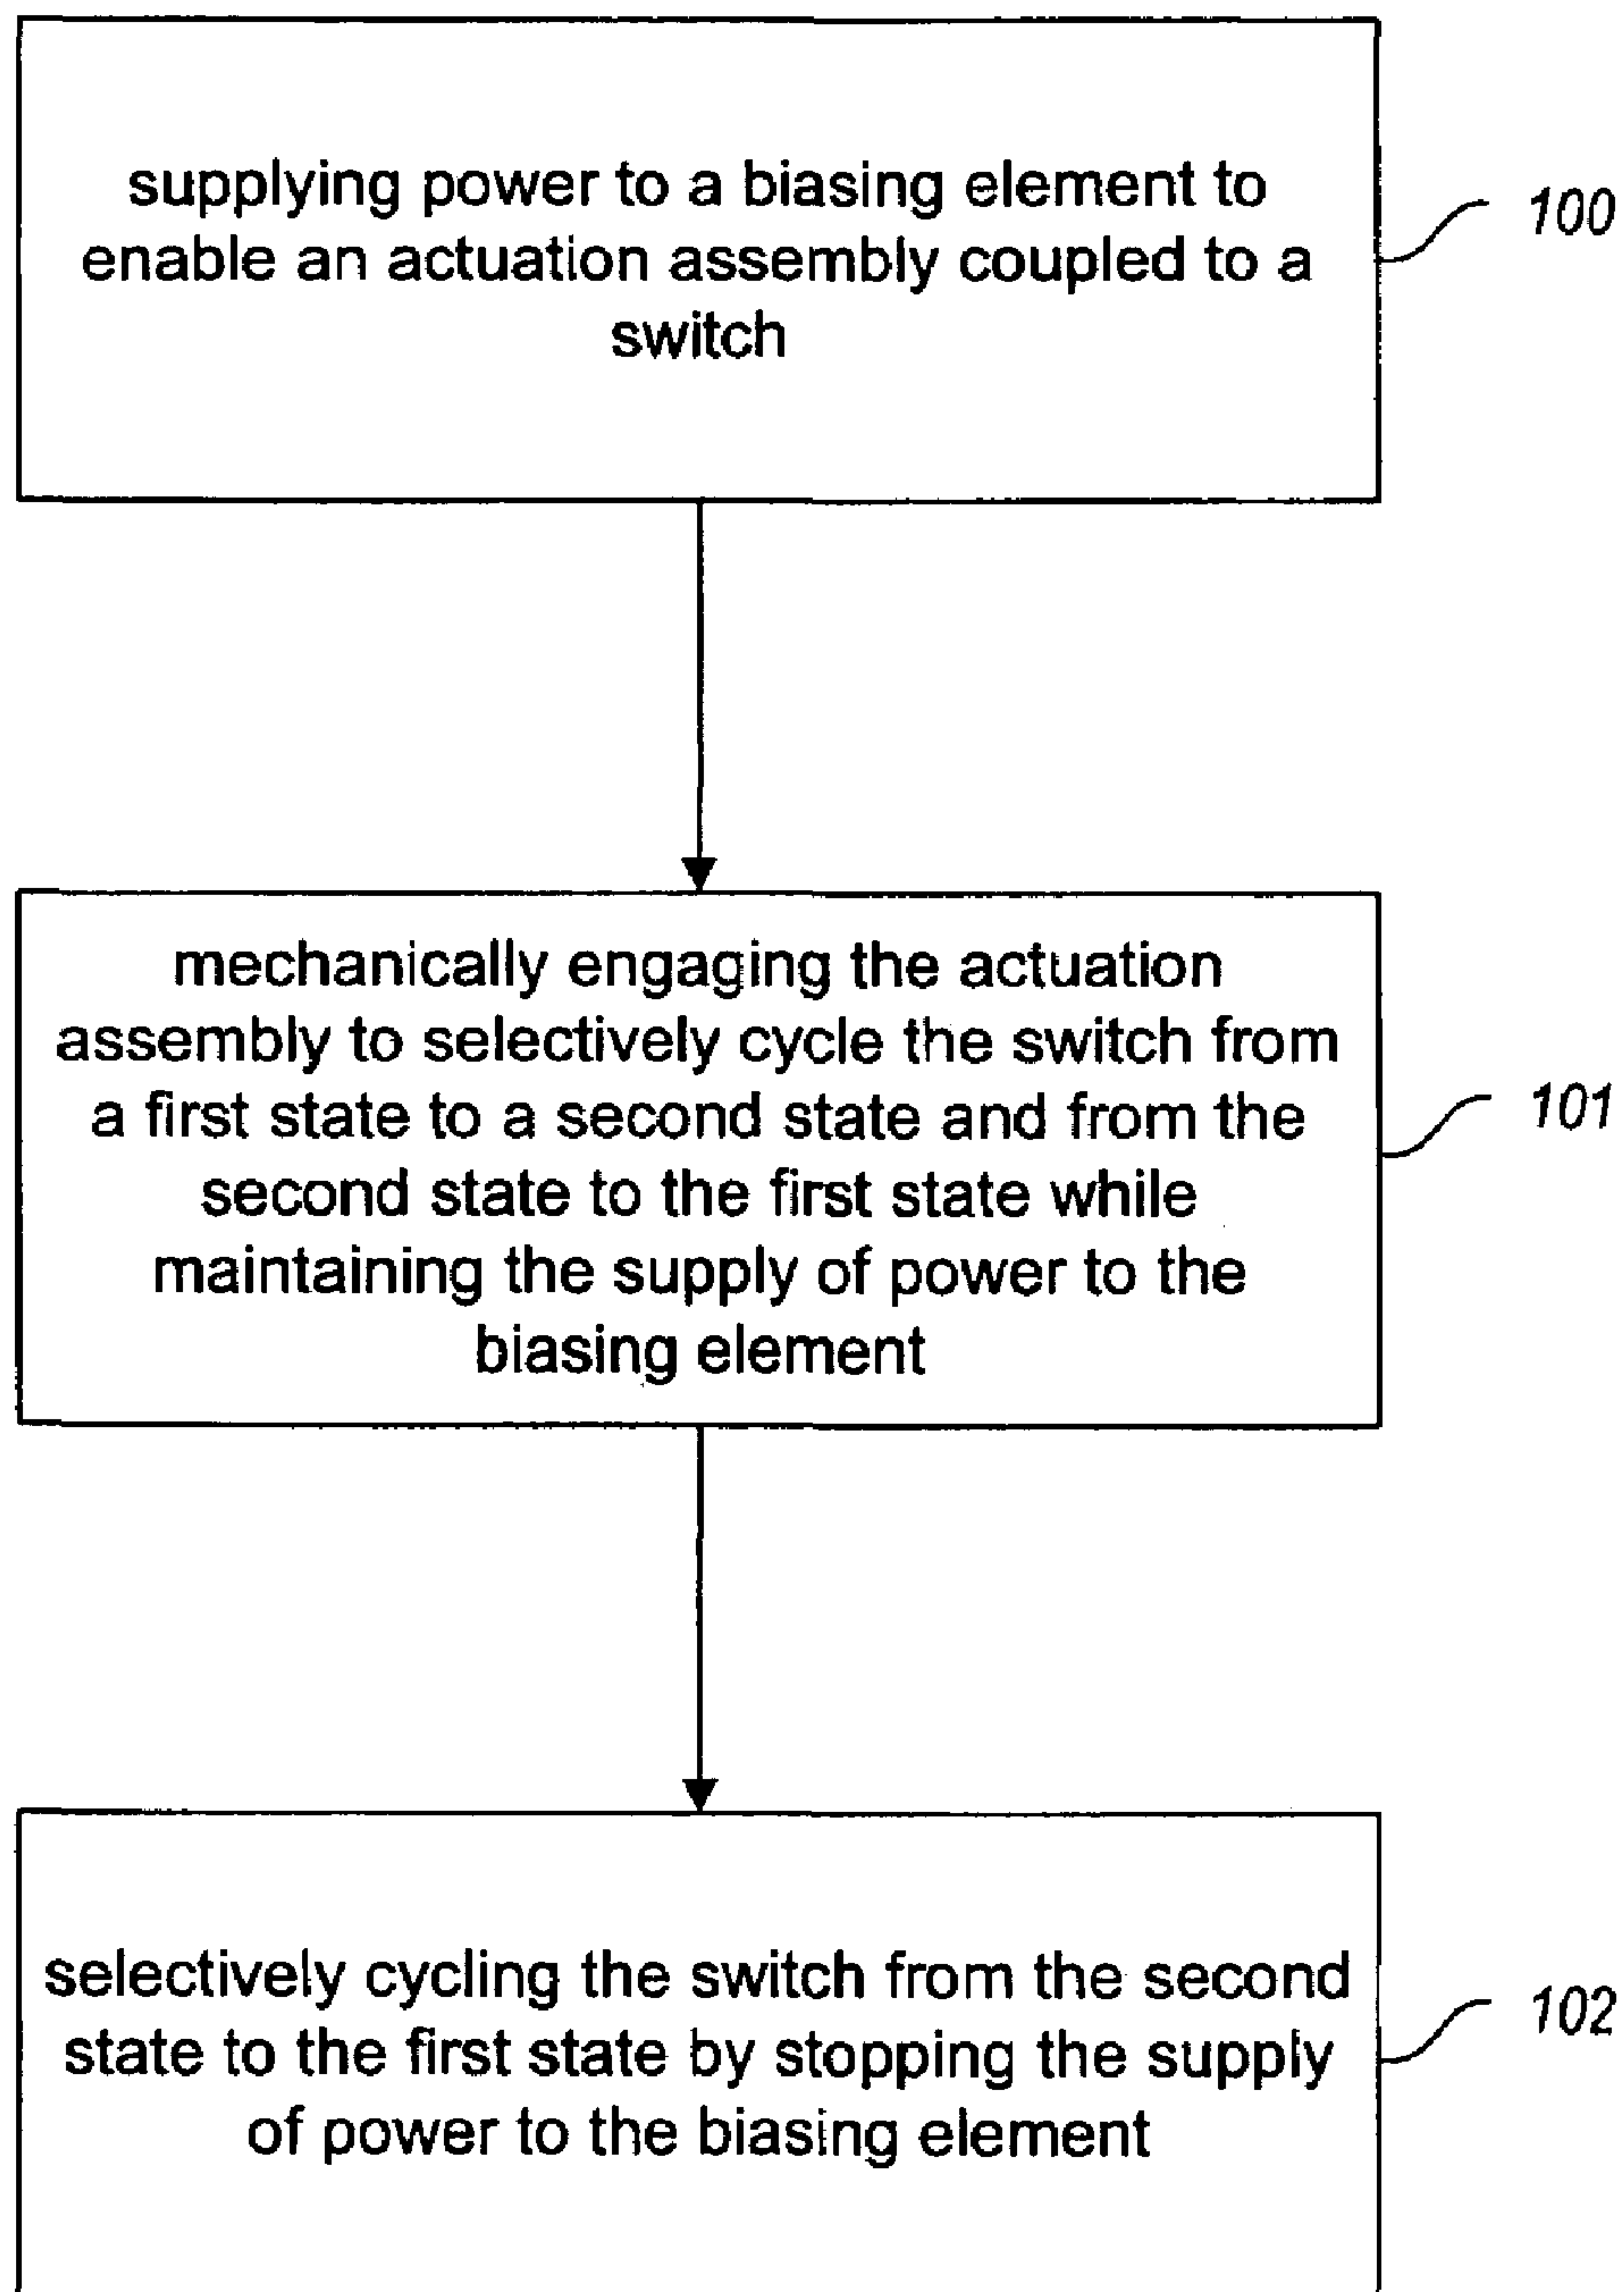 supplying power to a biasing element to
enable an actuation assembly coupled to a
switch
100
mechanically engaging the actuation
assembly to selectively cycle the switch from
a first state to a second state and from the
second state to the first state while
maintaining the supply of power to the
biasing element
101
selectively cycling the switch from the second
state to the first state by stopping the supply
of power to the biasing element
102